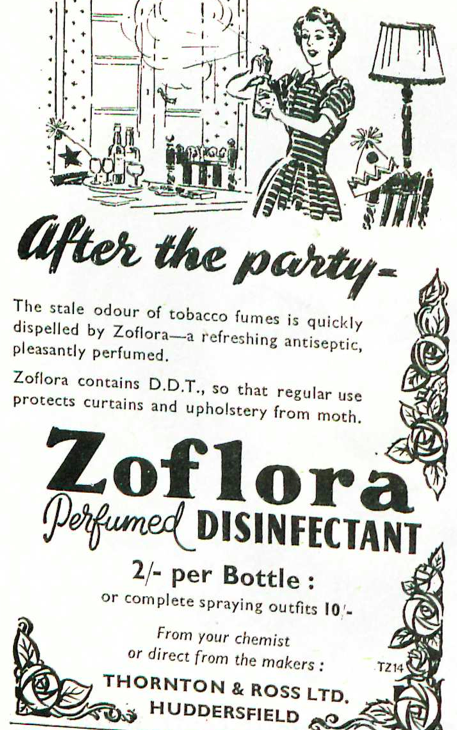 After the party-
The stale odour of tobacco fumes is quickly
dispelled by Zoflora—a refreshing antiseptic,
pleasantly perfumed.
Zoflora contains D.D.T., so that regular use
protects curtains and upholstery from moth.
Zoflora
Perfumed DISINFECTANT
2/- per Bottle :
or complete spraying outfits 10/-
From your chemist
or direct from the makers :
TZ14
THORNTON & ROSS LTD.
HUDDERSFIELD